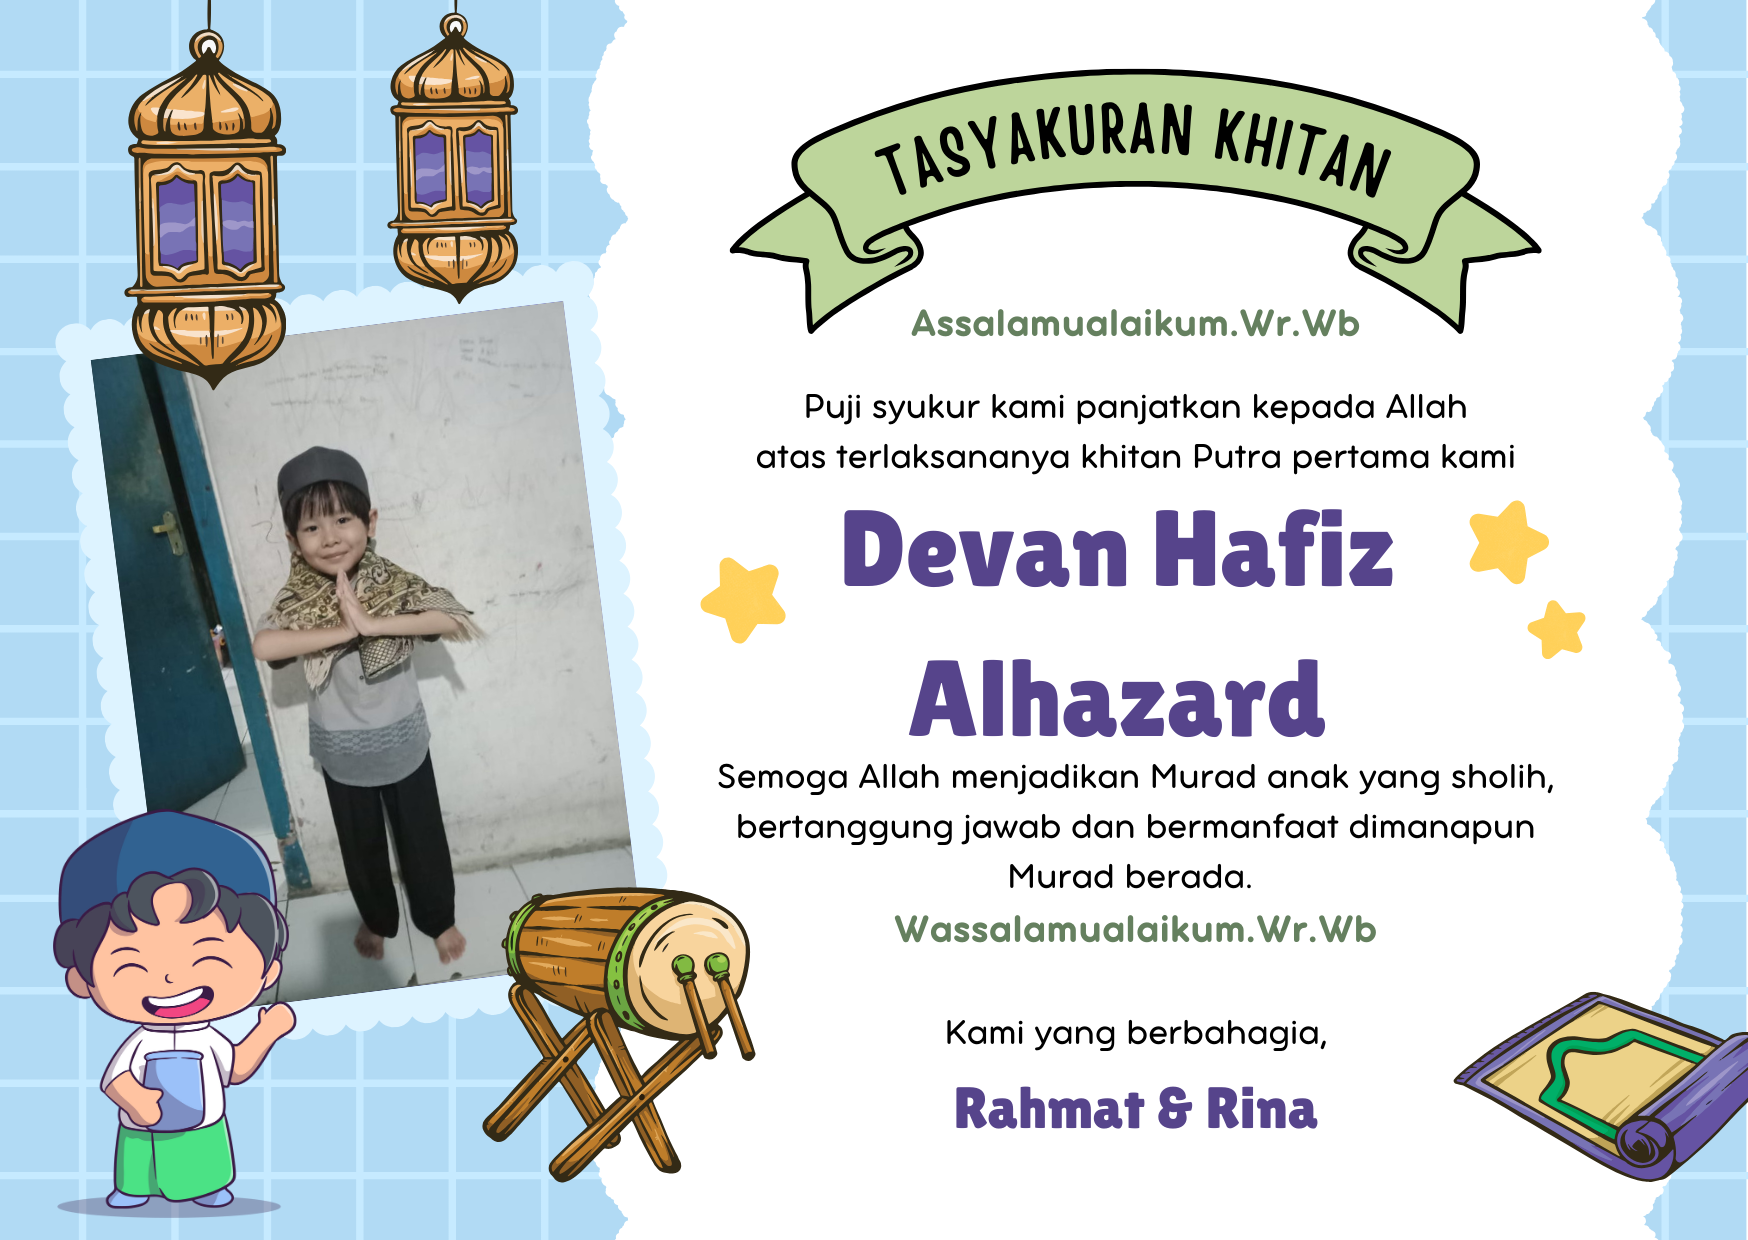 TASYAKURAN KHITAN
Assalamualaikum.Wr.Wb
Puji syukur kami panjatkan kepada Allah
atas terlaksananya khitan Putra pertama kami
Devan Hafiz
Alhazard
Semoga Allah menjadikan Murad anak yang sholih,
bertanggung jawab dan bermanfaat dimanapun
Murad berada.
Wassalamualaikum.Wr.Wb
Kami yang berbahagia,
Rahmat & Rina